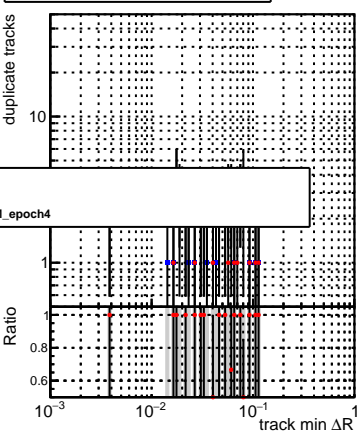 duplicate tracks
10
l_epoch4
1
Ratio
1
0.8
0.6
10⁻³ 10⁻² 10⁻¹ 1
track min ΔR